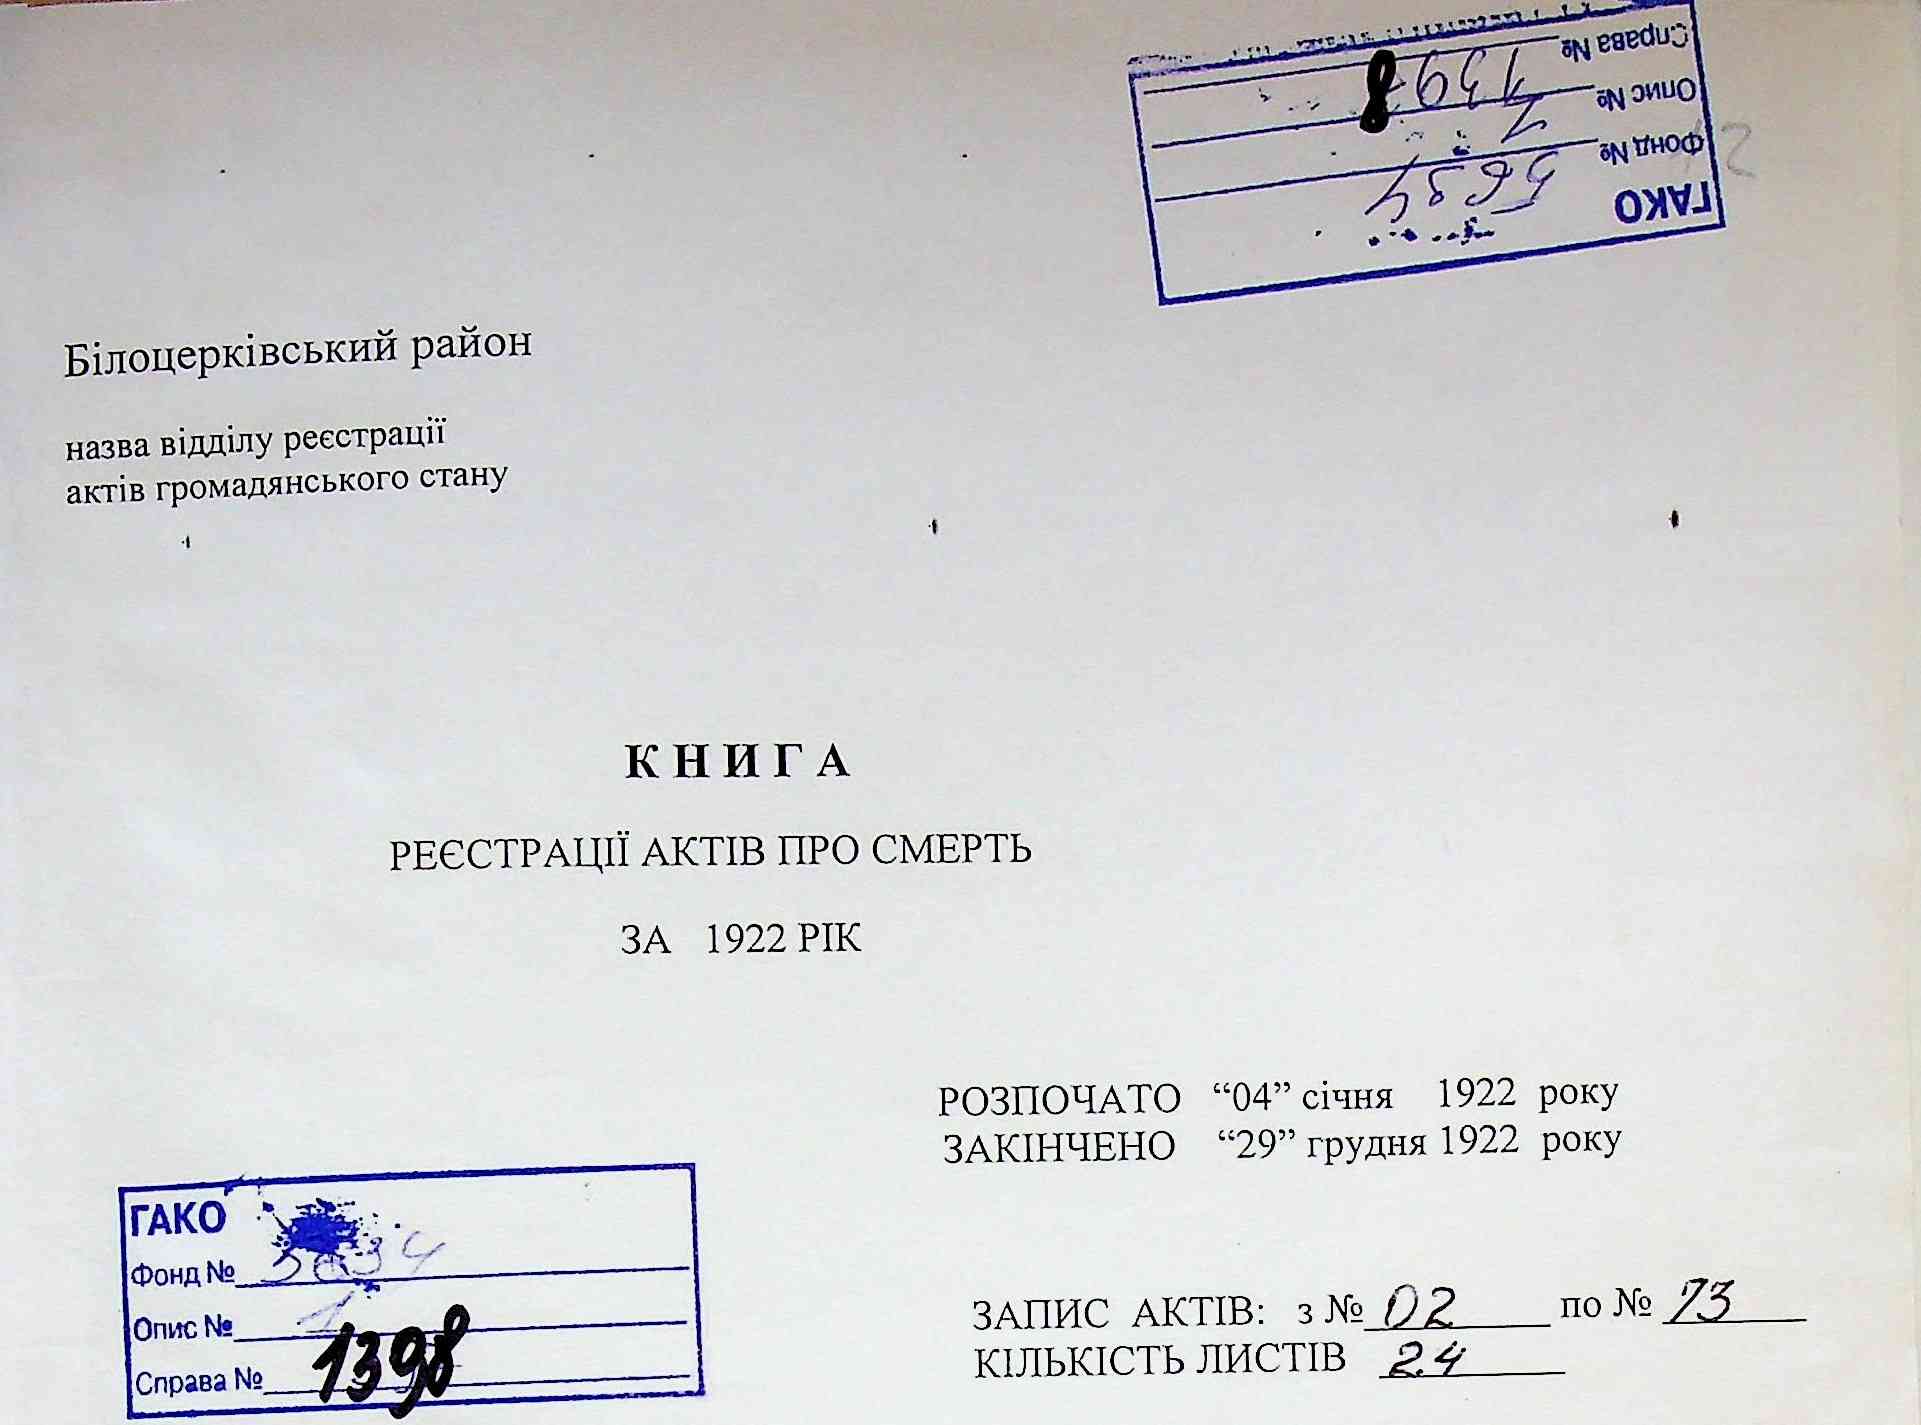 Справа № 1398
Опис № 1
Фонд № 5634
ГАКО
Білоцерківський район
назва відділу реєстрації
актів громадянського стану
КНИГА
РЕЄСТРАЦІЇ АКТІВ ПРО СМЕРТЬ
ЗА 1922 РІК
РОЗПОЧАТО “04” січня 1922 року
ЗАКІНЧЕНО “29” грудня 1922 року
ГАКО
Фонд № 5634
Опис № 1
Справа № 1398
ЗАПИС АКТІВ: з № 02 по № 73
КІЛЬКІСТЬ ЛИСТІВ 24